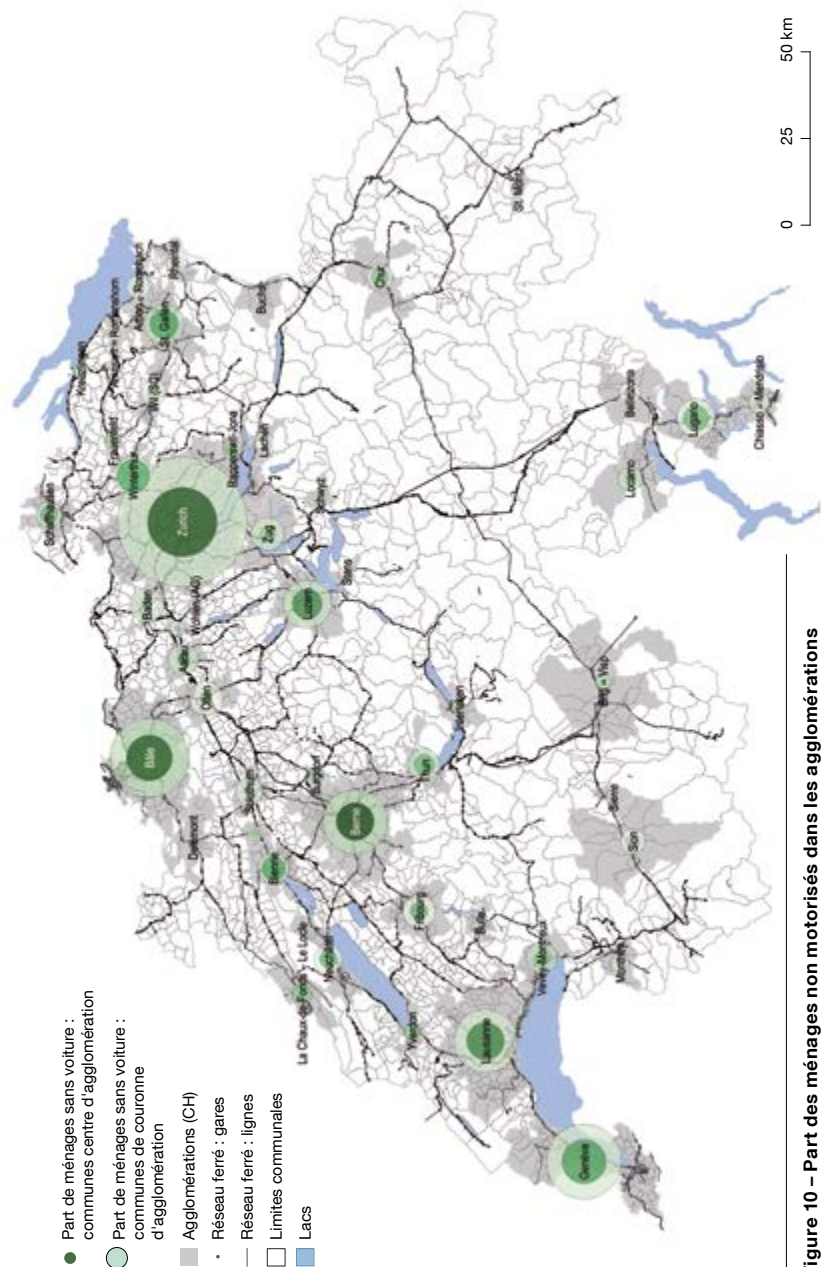 Part de ménages sans voiture :
communes centre d'agglomération
Part de ménages sans voiture :
communes de couronne
d'agglomération
Agglomérations (CH)
Réseau ferré : gares
Réseau ferré : lignes
Limites communales
Lacs
Schaffhausen
Frauenfeld
Winterthur
Wil (SG)
St. Gallen
Rheintal
Buchs
Zurich
Lachen
Zug
Schwyz
Baden
Aarau
Olten
Luzern
Stans
Bâle
Delémont
Solothurn
Burgdorf
Bienne
Berne
Thun
Interlaken
La Chaux-de-Fonds – Le Locle
Neuchâtel
Yverdon
Fribourg
Bulle
Lausanne
Vevey-Montreux
Monthey
Genève
Sion
Sierre
Brig – Visp
Chur
St. Moritz
Locarno
Bellinzona
Lugano
Chiasso – Mendrisio
0 25 50 km
igure 10 – Part des ménages non motorisés dans les agglomérations